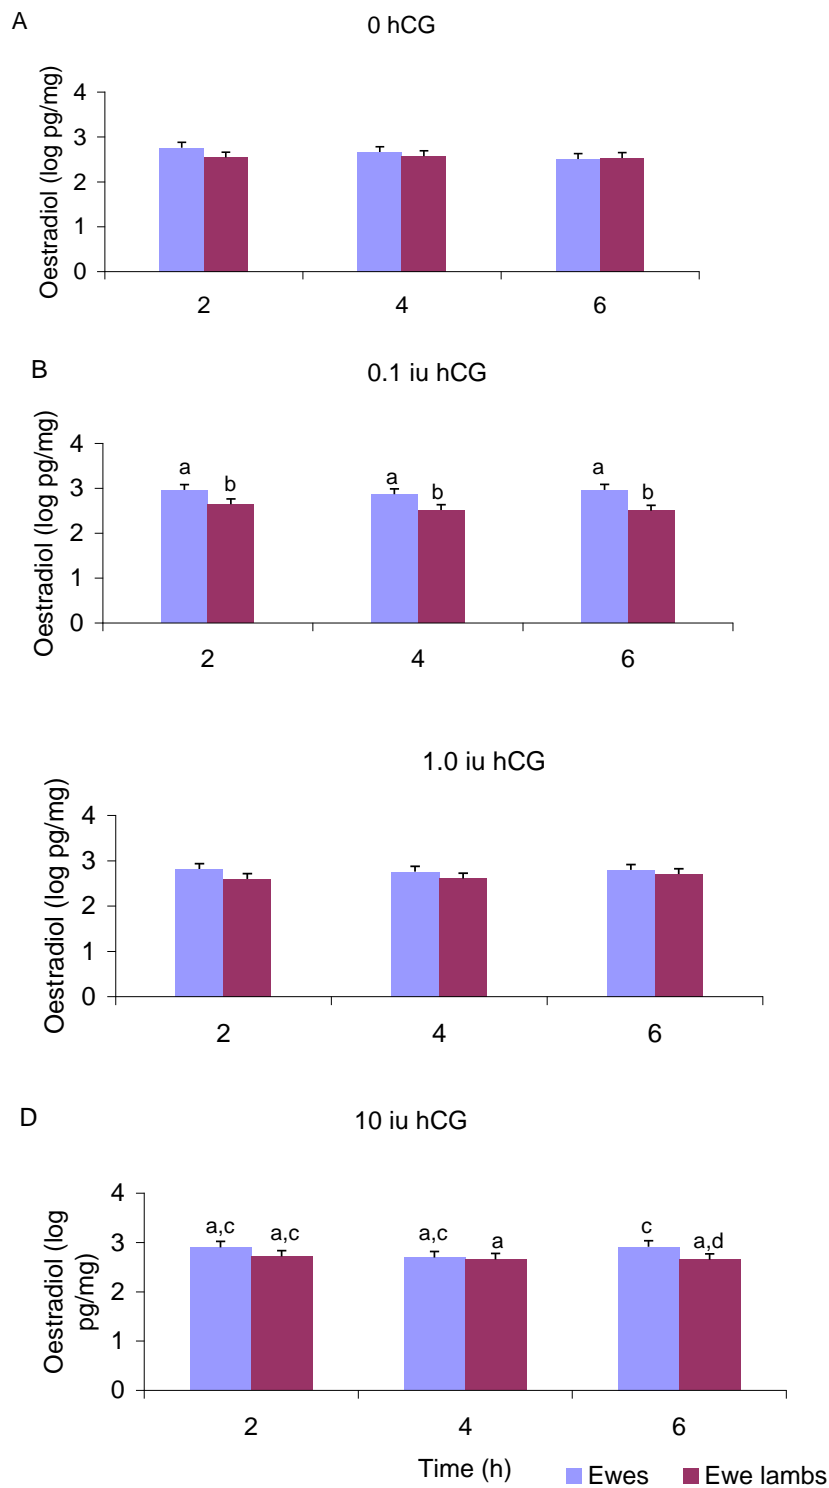 A
0 hCG
Oestradiol (log pg/mg)
4
3
2
1
0
2 4 6
B
0.1 iu hCG
Oestradiol (log pg/mg)
4
3
2
1
0
a b a b a b
2 4 6
1.0 iu hCG
Oestradiol (log pg/mg)
4
3
2
1
0
2 4 6
D
10 iu hCG
Oestradiol (log
pg/mg)
4
3
2
1
0
a,c a,c a,c a c a,d
2 4 6
Time (h)
Ewes Ewe lambs